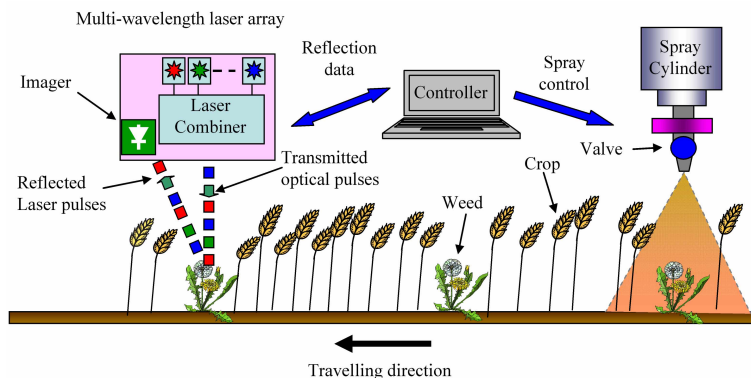 Multi-wavelength laser array
Imager
Laser
Combiner
Reflection
data
Controller
Spray
control
Spray
Cylinder
Valve
Reflected
Laser pulses
Transmitted
optical pulses
Crop
Weed
Travelling direction